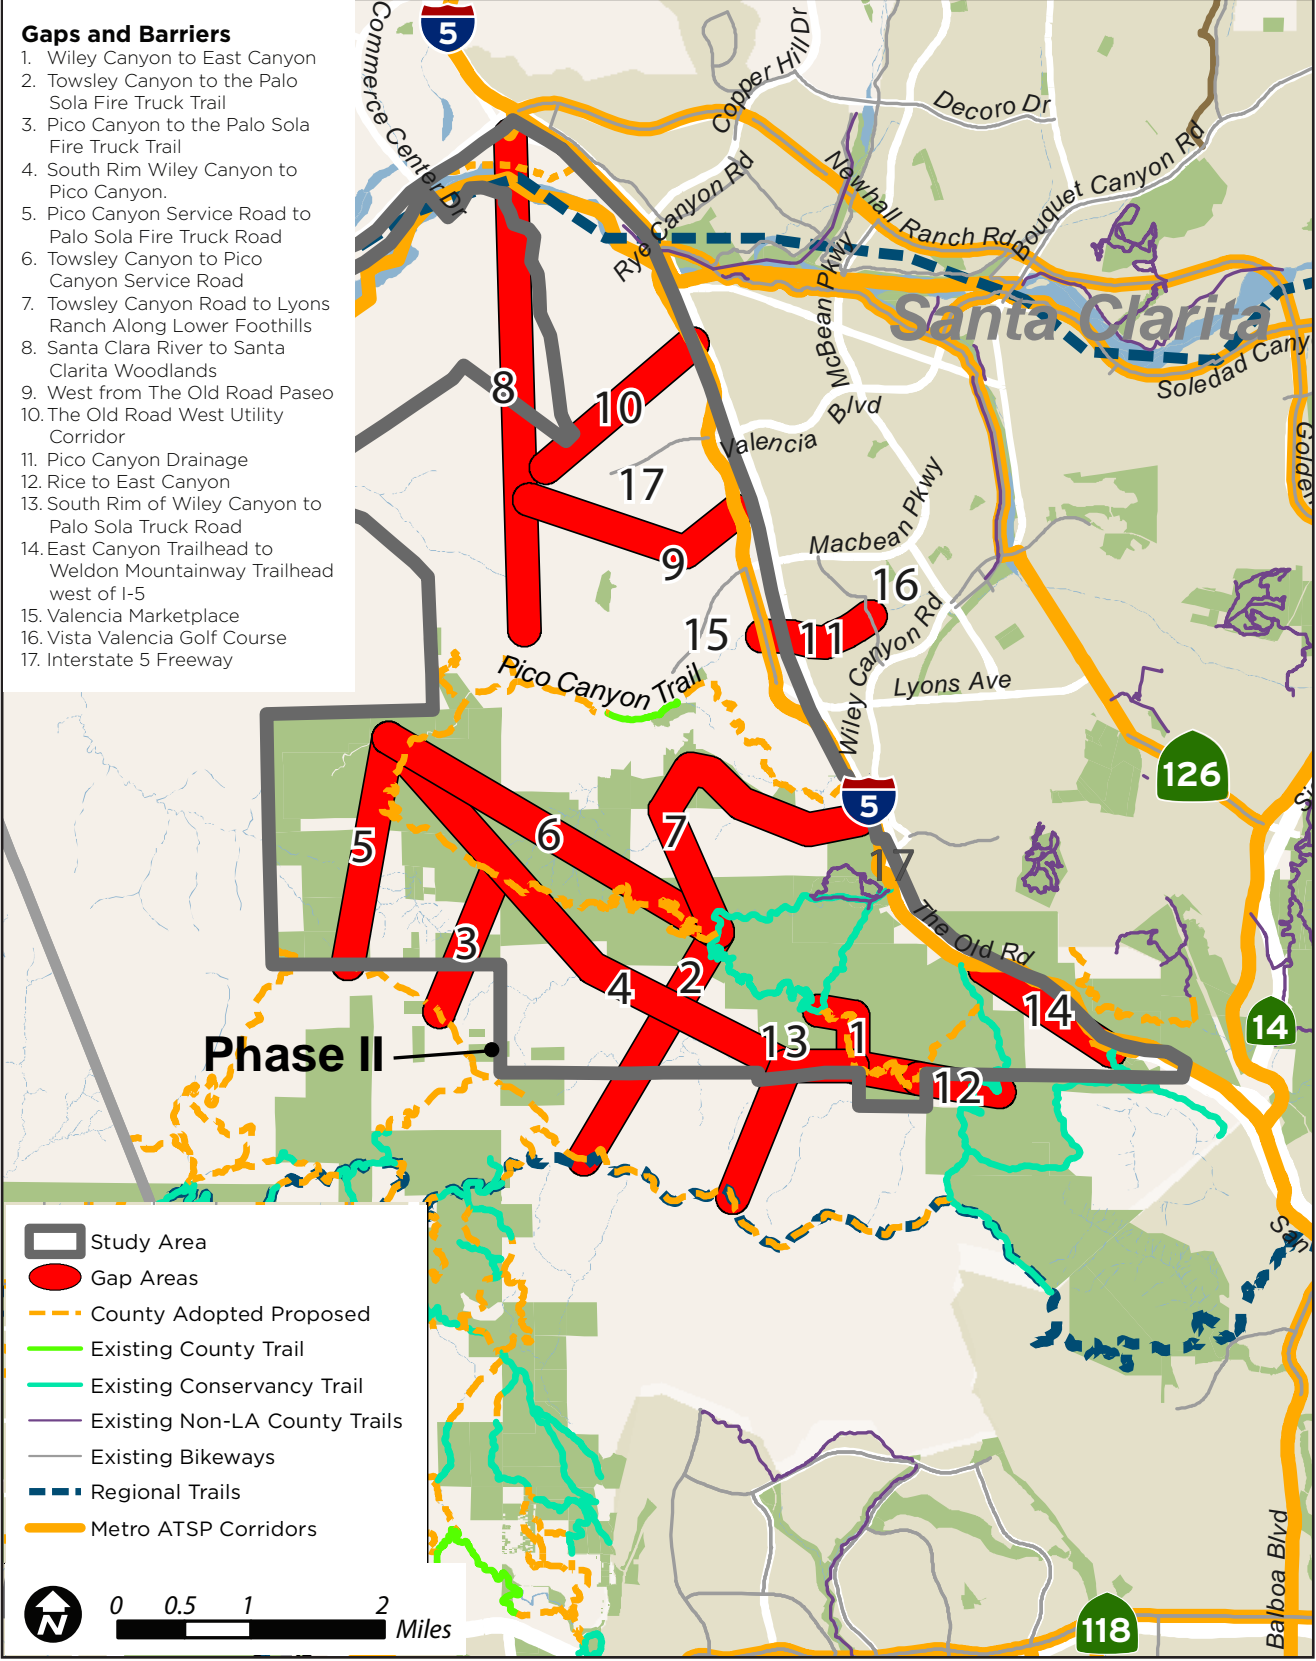 Gaps and Barriers
1. Wiley Canyon to East Canyon
2. Towsley Canyon to the Palo
Sola Fire Truck Trail
3. Pico Canyon to the Palo Sola
Fire Truck Trail
4. South Rim Wiley Canyon to
Pico Canyon.
5. Pico Canyon Service Road to
Palo Sola Fire Truck Road
6. Towsley Canyon to Pico
Canyon Service Road
7. Towsley Canyon Road to Lyons
Ranch Along Lower Foothills
8. Santa Clara River to Santa
Clarita Woodlands
9. West from The Old Road Paseo
10. The Old Road West Utility
Corridor
11. Pico Canyon Drainage
12. Rice to East Canyon
13. South Rim of Wiley Canyon to
Palo Sola Truck Road
14. East Canyon Trailhead to
Weldon Mountainway Trailhead
west of I-5
15. Valencia Marketplace
16. Vista Valencia Golf Course
17. Interstate 5 Freeway
5
Commerce Center Dr
Copper Hill Dr
Decoro Dr
Bouquet Canyon Rd
Newhall Ranch Rd
Rye Canyon Rd
McBean Pkwy
Santa Clarita
Soledad Cany
Golde
8
10
Blvd
Valencia
17
9
Macbean Pkwy
16
15
11
Wiley Canyon Rd
Lyons Ave
Pico Canyon Trail
126
5
5
6
7
17
The Old Rd
3
4
2
13
1
14
12
14
Phase II
Study Area
Gap Areas
County Adopted Proposed
Existing County Trail
Existing Conservancy Trail
Existing Non-LA County Trails
Existing Bikeways
Regional Trails
Metro ATSP Corridors
N
0 0.5 1 2
Miles
San
118
Balboa Blvd